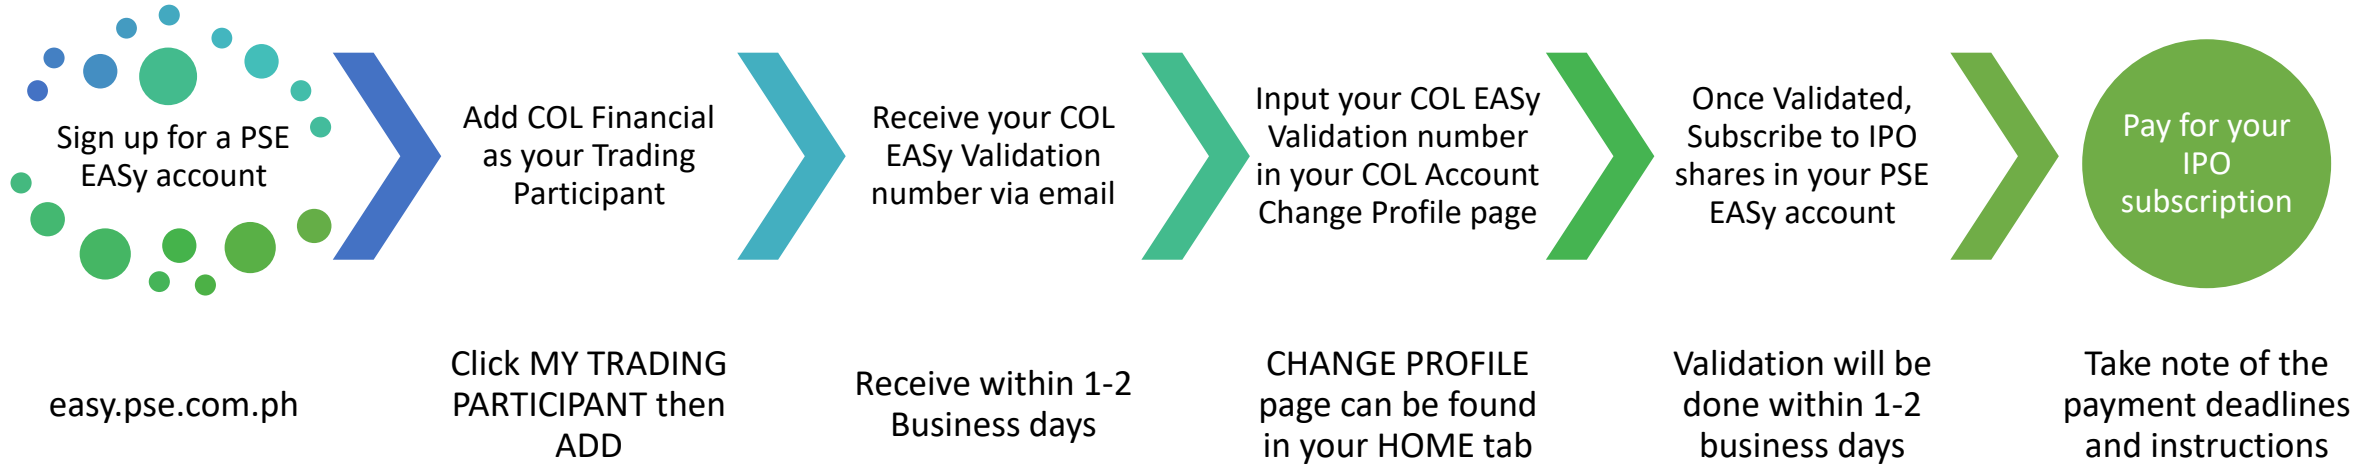 Sign up for a PSE
EASy account
Add COL Financial
as your Trading
Participant
Receive your COL
EASy Validation
number via email
Input your COL EASy
Validation number
in your COL Account
Change Profile page
Once Validated,
Subscribe to IPO
shares in your PSE
EASy account
Pay for your
IPO
subscription
easy.pse.com.ph
Click MY TRADING
PARTICIPANT then
ADD
Receive within 1-2
Business days
CHANGE PROFILE
page can be found
in your HOME tab
Validation will be
done within 1-2
business days
Take note of the
payment deadlines
and instructions